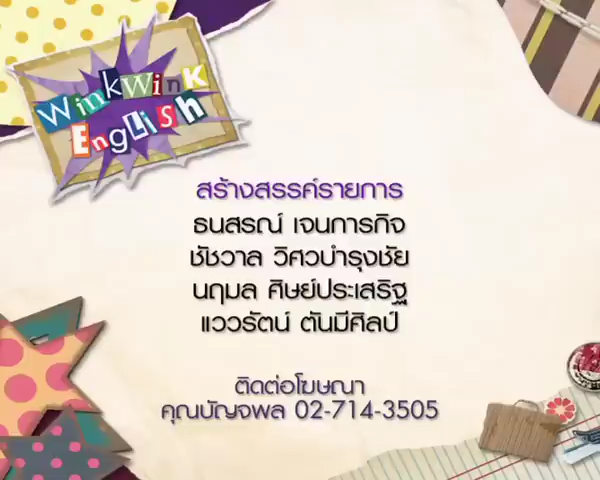 WinkWink
English
สร้างสรรค์รายการ
ธนสรณ์ เจนการกิจ
ชัชวาล วิศวบำรุงชัย
นฤมล ศิษย์ประเสริฐ
แววรัตน์ ตันมีศิลป์
ติดต่อโฆษณา
คุณบัญจพล 02-714-3505